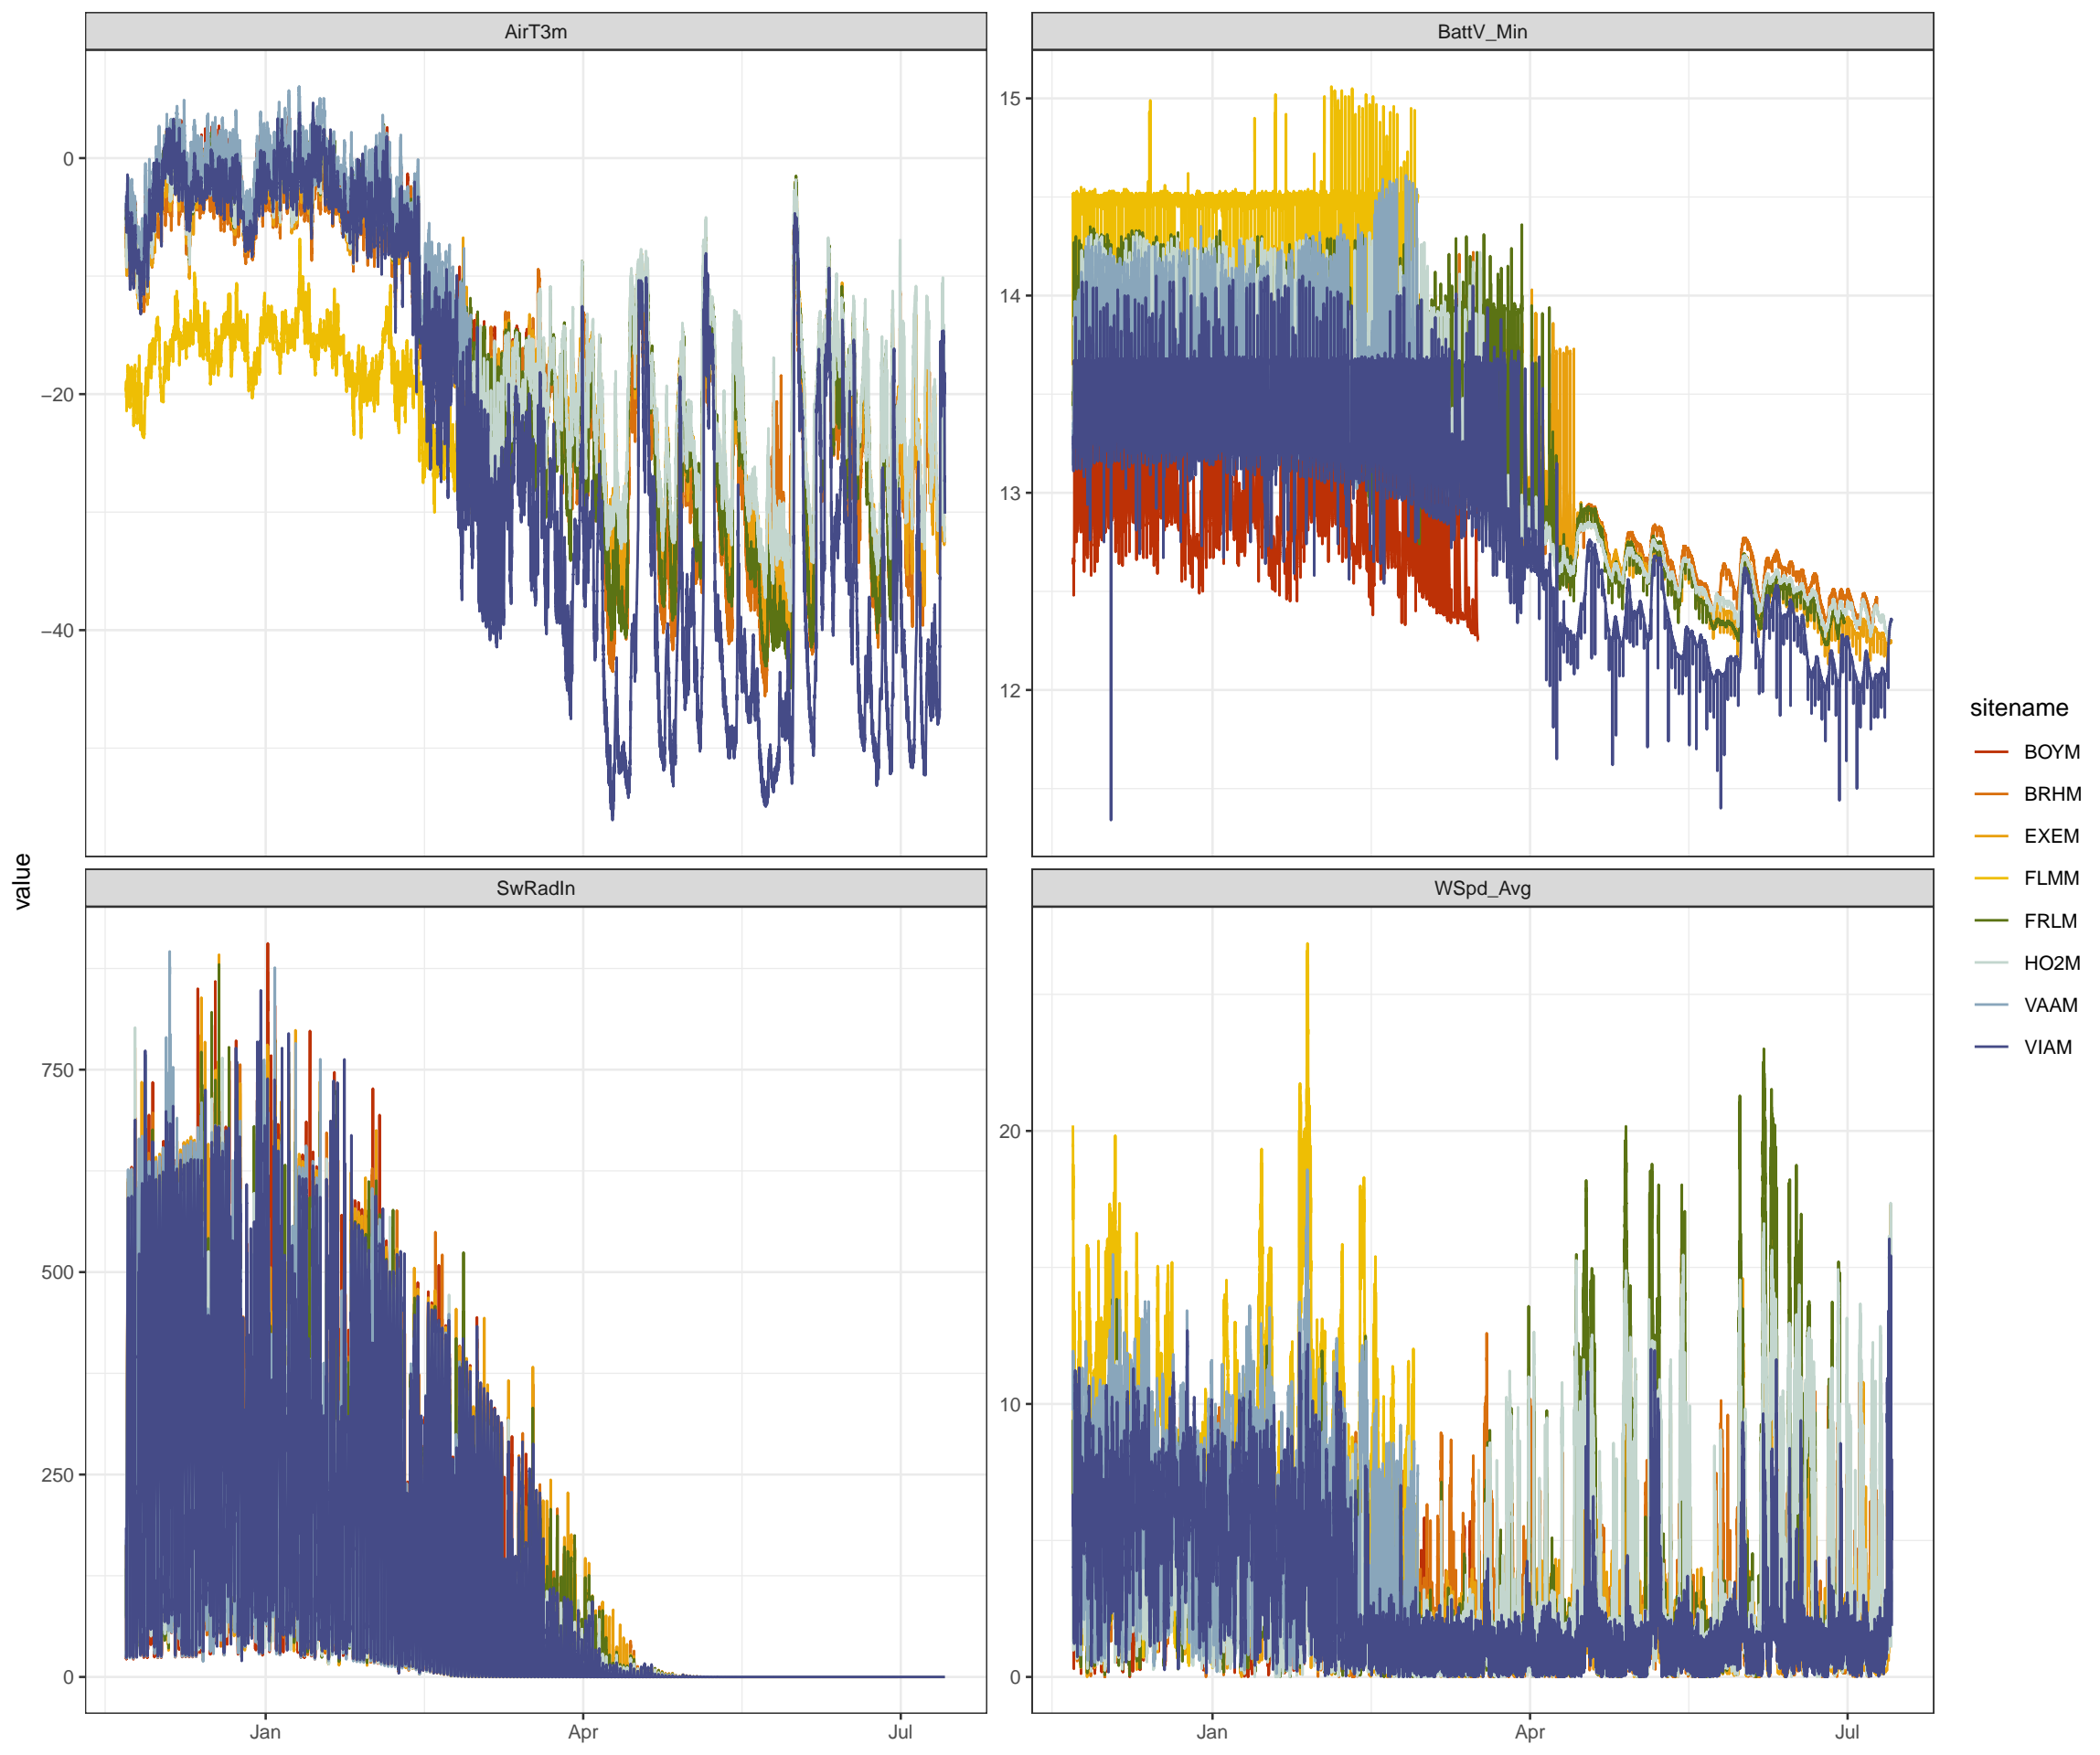 AirT3m
BattV_Min
0
−20
−40
15
14
13
12
value
SwRadIn
WSpd_Avg
750
500
250
0
20
10
0
Jan
Apr
Jul
Jan
Apr
Jul
sitename
BOYM
BRHM
EXEM
FLMM
FRLM
HO2M
VAAM
VIAM